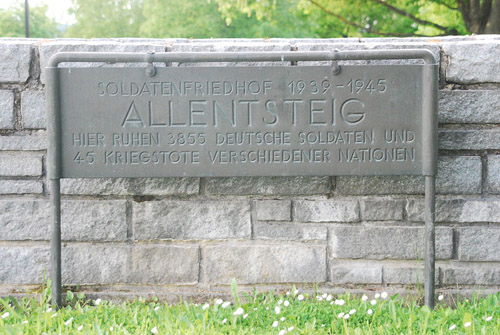 SOLDATENFRIEDHOF 1939-1945
ALLENTSTEIG
HIER RUHEN 3855 DEUTSCHE SOLDATEN UND
45 KRIEGSTOTE VERSCHIEDENER NATIONEN